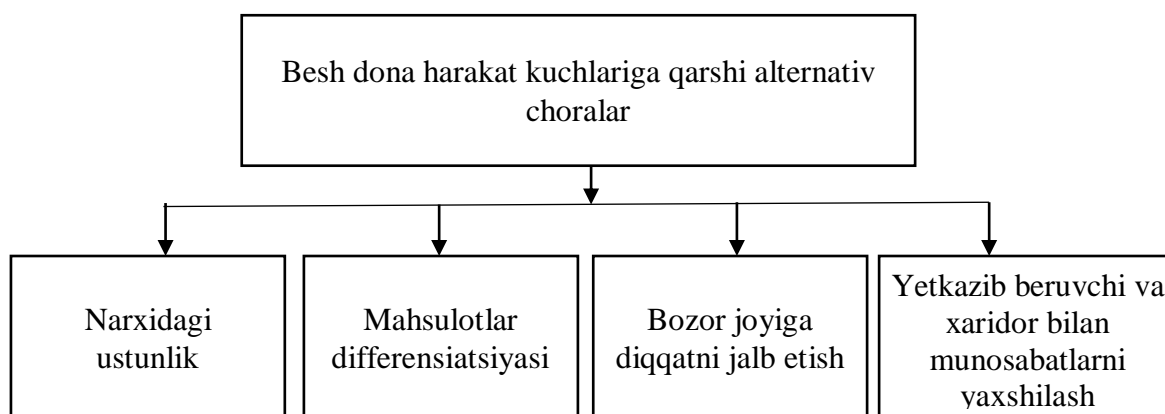 Besh dona harakat kuchlariga qarshi alternativ
choralar
Narxidagi
ustunlik
Mahsulotlar
differensiatsiyasi
Bozor joyiga
diqqatni jalb etish
Yetkazib beruvchi va
xaridor bilan
munosabatlarni
yaxshilash